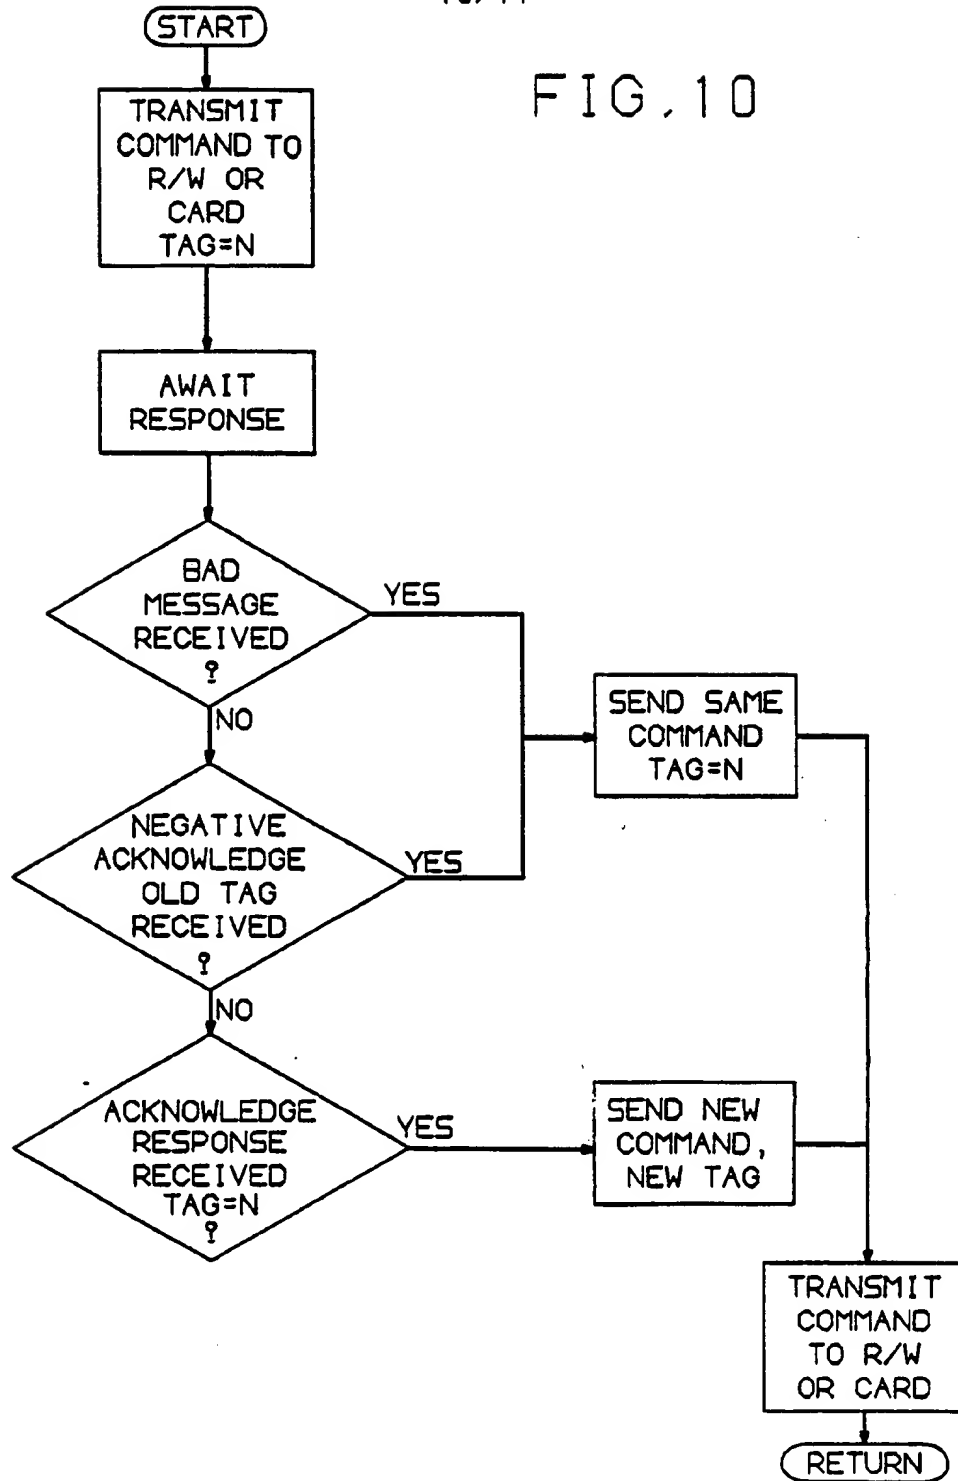 START
FIG.10
TRANSMIT
COMMAND TO
R/W OR
CARD
TAG=N
AWAIT
RESPONSE
BAD
MESSAGE
RECEIVED
?
YES
NO
SEND SAME
COMMAND
TAG=N
NEGATIVE
ACKNOWLEDGE
OLD TAG
RECEIVED
?
YES
NO
ACKNOWLEDGE
RESPONSE
RECEIVED
TAG=N
?
YES
SEND NEW
COMMAND,
NEW TAG
TRANSMIT
COMMAND
TO R/W
OR CARD
RETURN